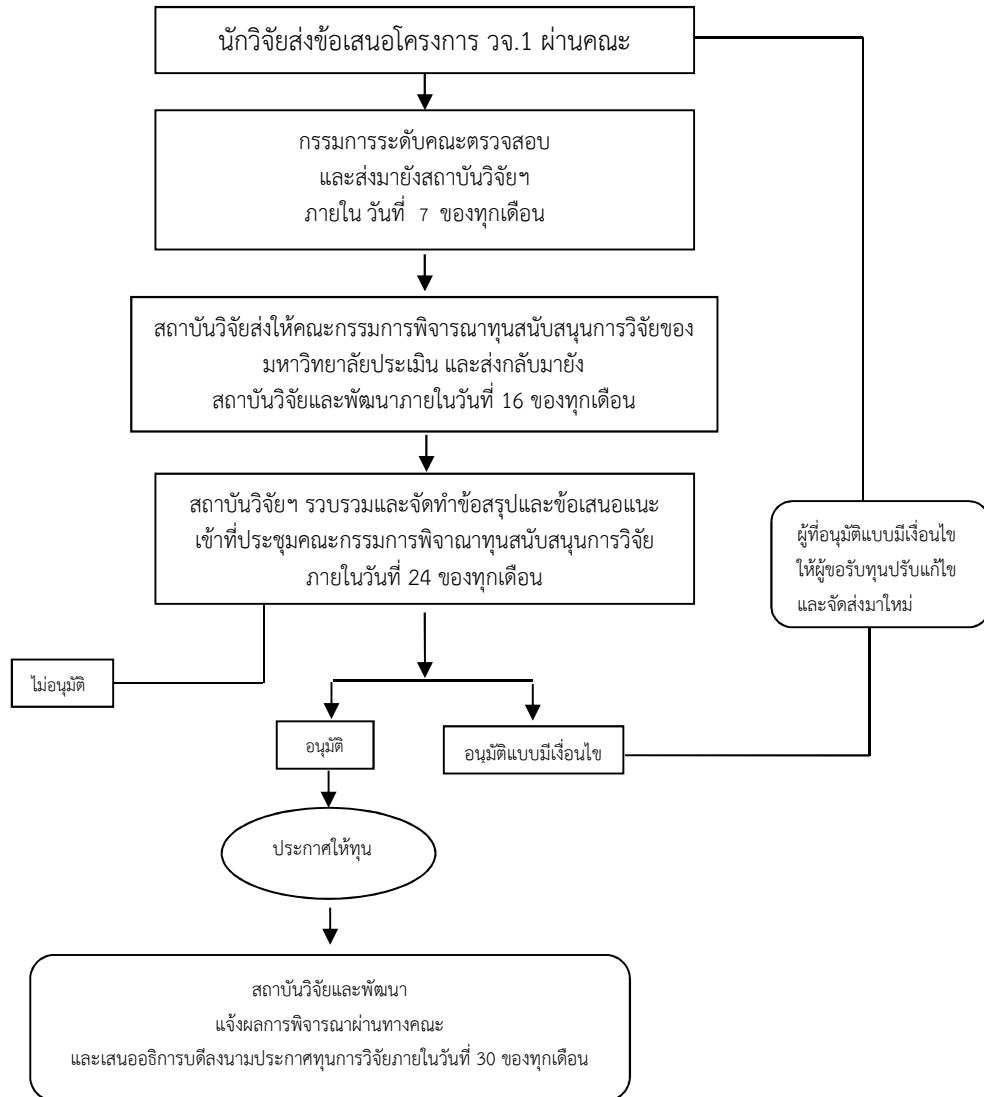 นักวิจัยส่งข้อเสนอโครงการ วจ.1 ผ่านคณะ
กรรมการระดับคณะตรวจสอบ
และส่งมายังสถาบันวิจัยฯ
ภายใน วันที่ 7 ของทุกเดือน
สถาบันวิจัยส่งให้คณะกรรมการพิจารณาทุนสนับสนุนการวิจัยของ
มหาวิทยาลัยประเมิน และส่งกลับมายัง
สถาบันวิจัยและพัฒนาภายในวันที่ 16 ของทุกเดือน
สถาบันวิจัยฯ รวบรวมและจัดทำข้อสรุปและข้อเสนอแนะ
เข้าที่ประชุมคณะกรรมการพิจาณาทุนสนับสนุนการวิจัย
ภายในวันที่ 24 ของทุกเดือน
ผู้ที่อนุมัติแบบมีเงื่อนไข
ให้ผู้ขอรับทุนปรับแก้ไข
และจัดส่งมาใหม่
ไม่อนุมัติ
อนุมัติ
อนุมัติแบบมีเงื่อนไข
ประกาศให้ทุน
สถาบันวิจัยและพัฒนา
แจ้งผลการพิจารณาผ่านทางคณะ
และเสนออธิการบดีลงนามประกาศทุนการวิจัยภายในวันที่ 30 ของทุกเดือน